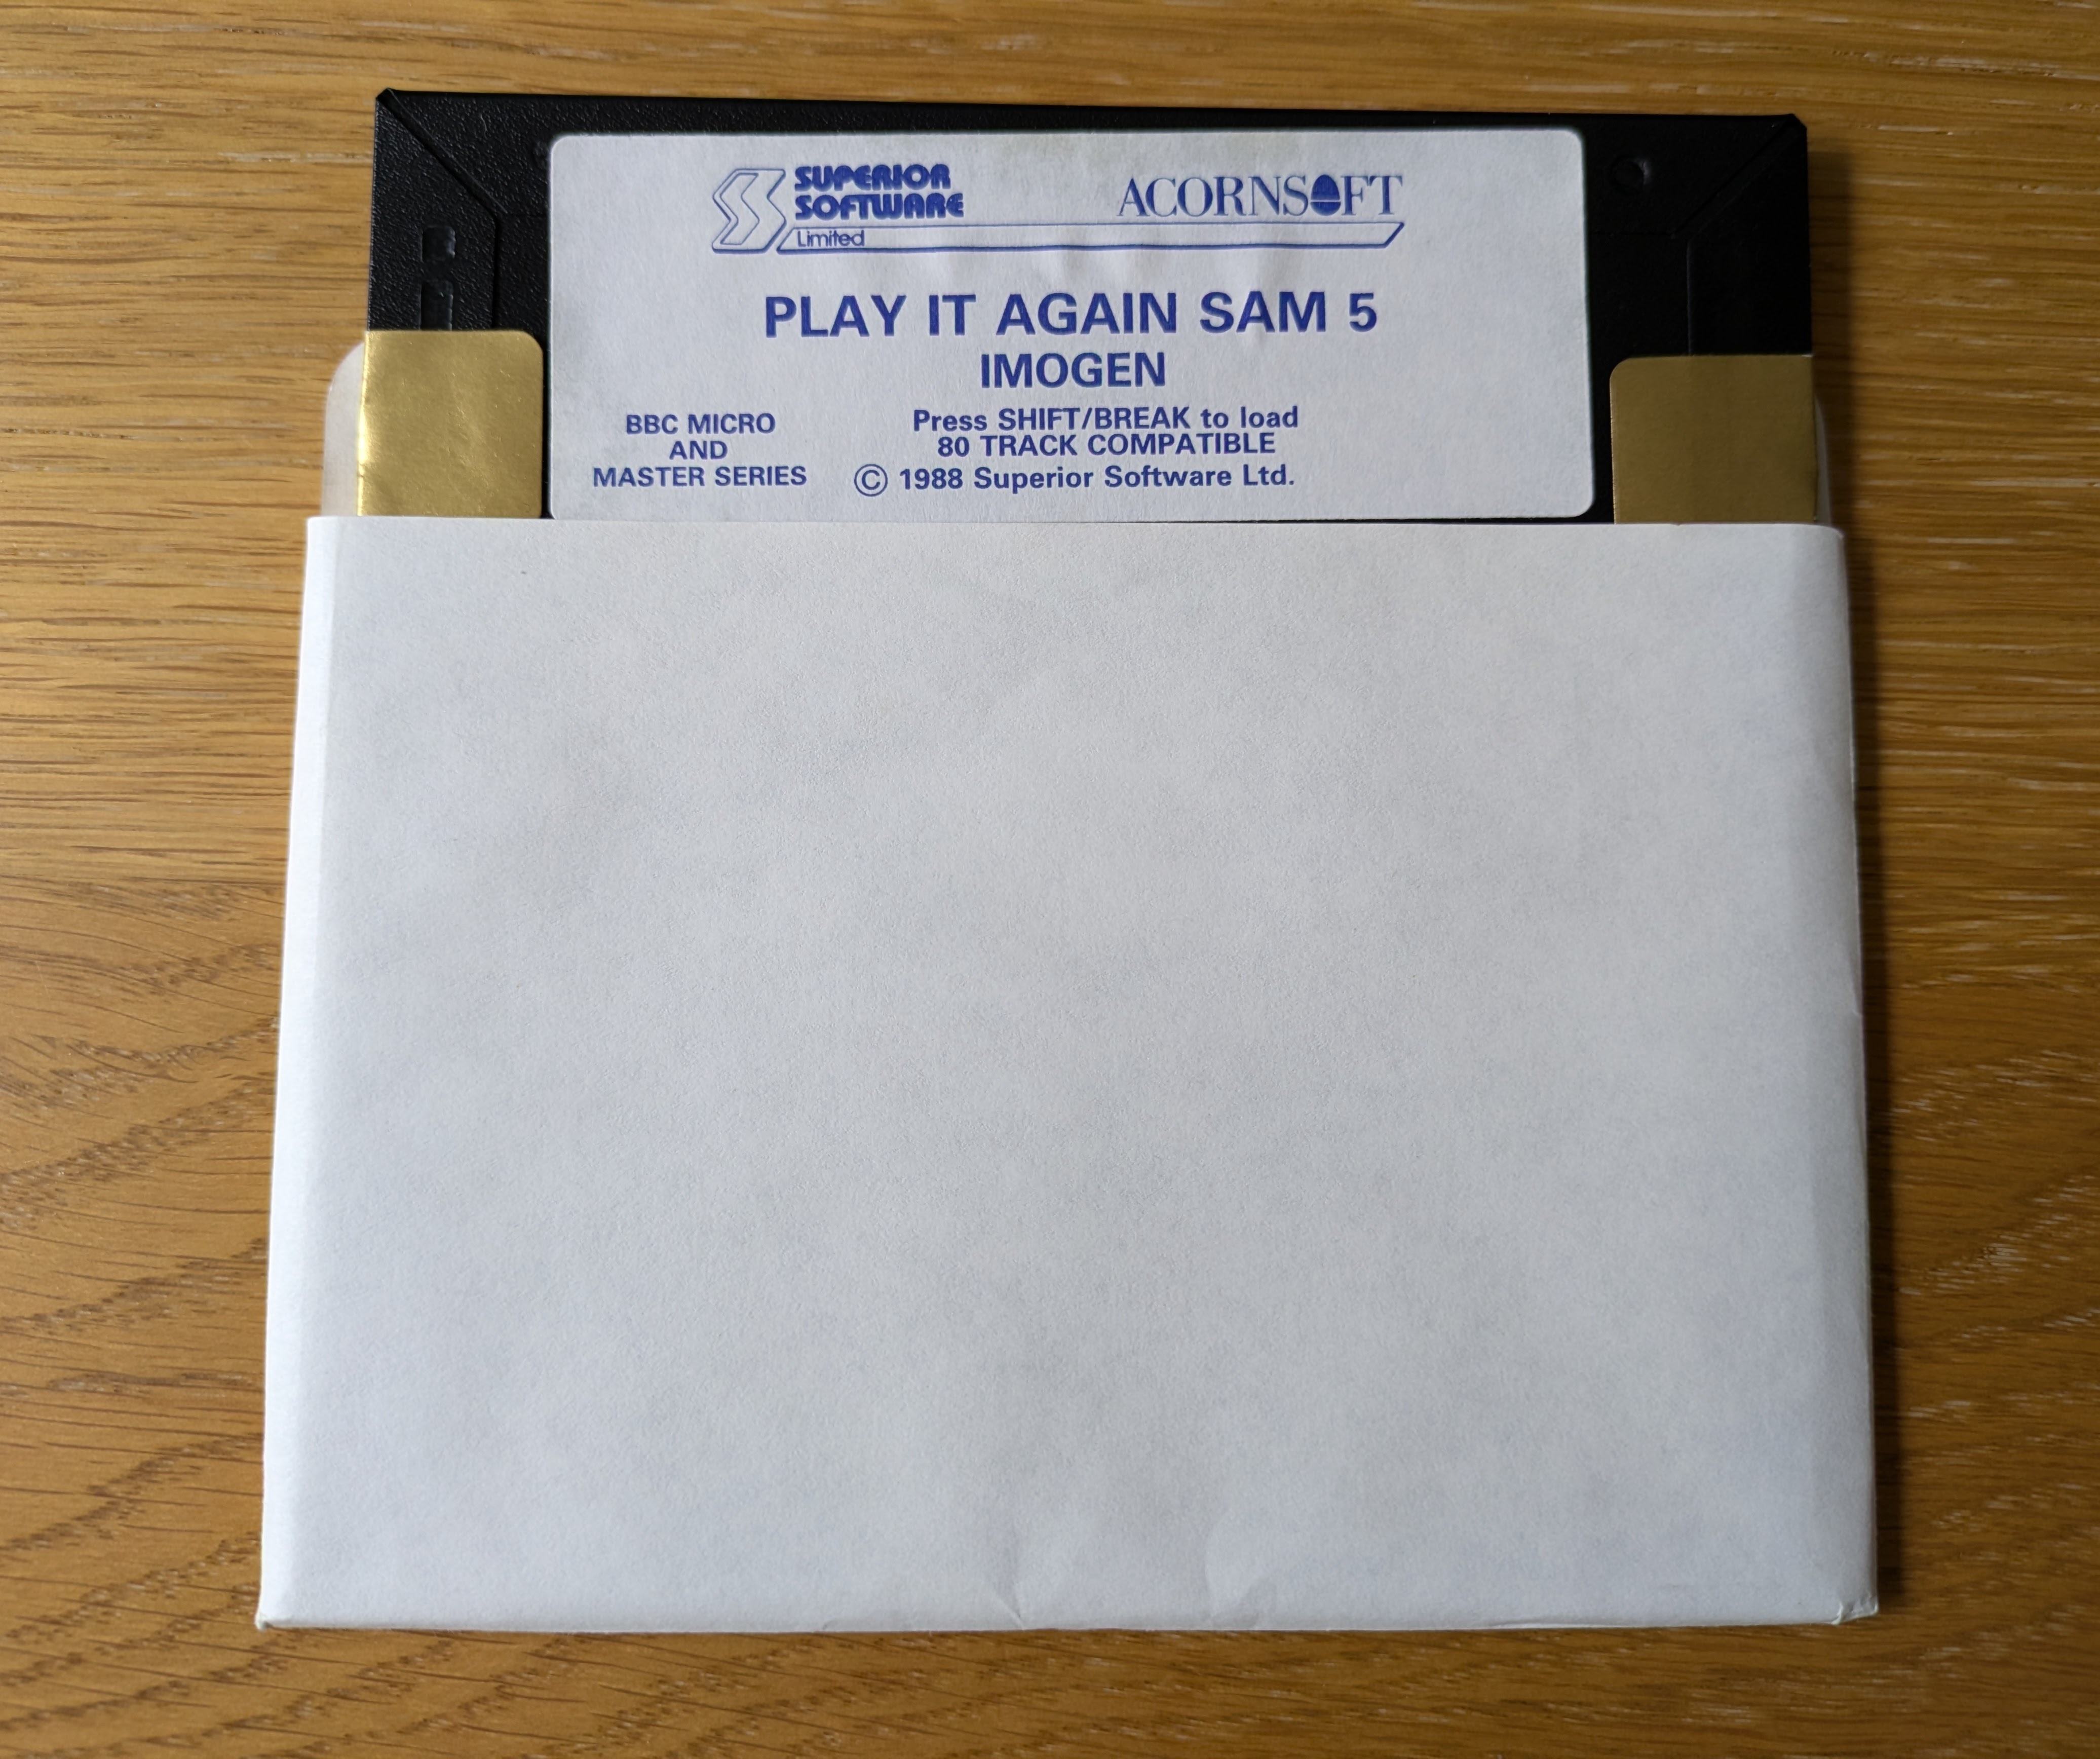 SUPERIOR
SOFTWARE
Limited
ACORNSOFT
PLAY IT AGAIN SAM 5
IMOGEN
BBC MICRO
AND
MASTER SERIES
Press SHIFT/BREAK to load
80 TRACK COMPATIBLE
© 1988 Superior Software Ltd.